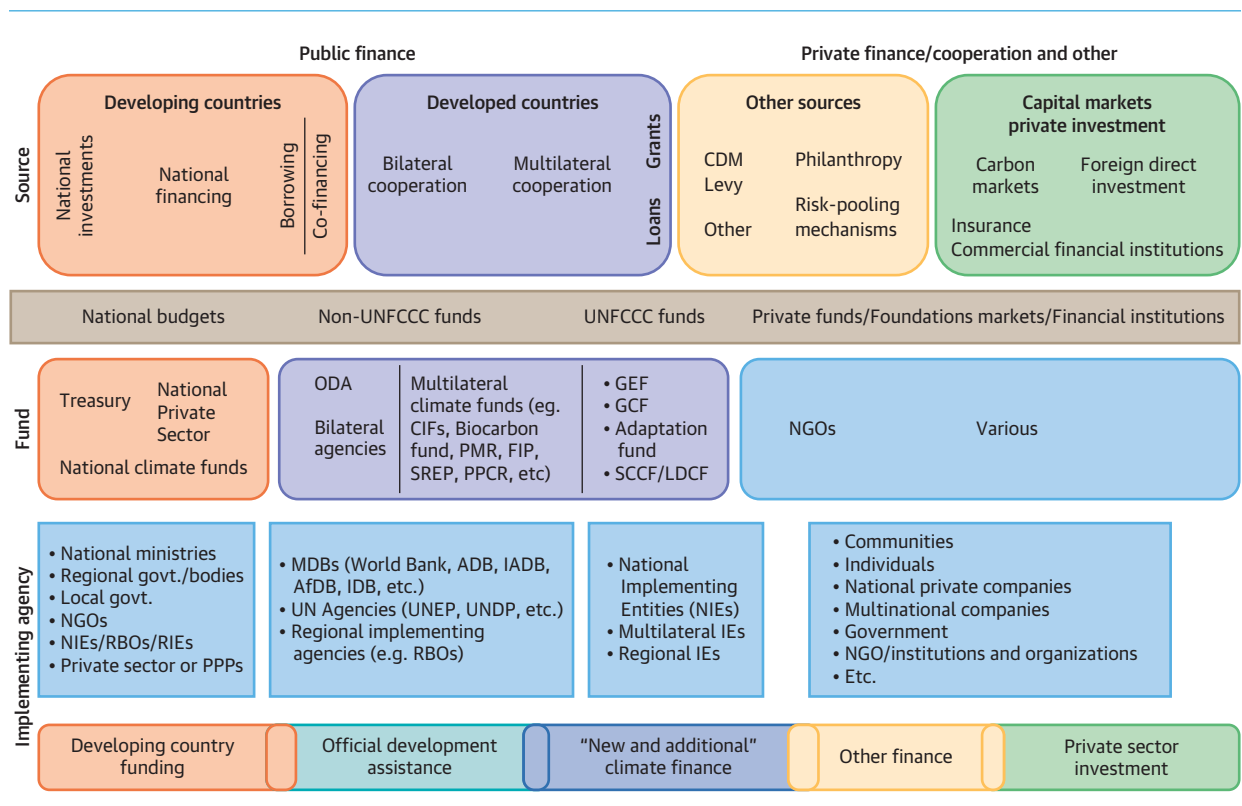 Public finance
Private finance/cooperation and other
Source
Developing countries
National
investments
National
financing
Borrowing
Co-financing
Developed countries
Bilateral
cooperation
Multilateral
cooperation
Loans
Grants
Other sources
CDM
Levy
Other
Philanthropy
Risk-pooling
mechanisms
Capital markets
private investment
Carbon
markets
Foreign direct
investment
Insurance
Commercial financial institutions
National budgets
Non-UNFCCC funds
UNFCCC funds
Private funds/Foundations markets/Financial institutions
Fund
Treasury
National
Private
Sector
National climate funds
ODA
Bilateral
agencies
Multilateral
climate funds (eg.
CIFs, Biocarbon
fund, PMR, FIP,
SREP, PPCR, etc)
• GEF
• GCF
• Adaptation
fund
• SCCF/LDCF
NGOs
Various
Implementing agency
• National ministries
• Regional govt./bodies
• Local govt.
• NGOs
• NIEs/RBOs/RIEs
• Private sector or PPPs
• MDBs (World Bank, ADB, IADB,
AfDB, IDB, etc.)
• UN Agencies (UNEP, UNDP, etc.)
• Regional implementing
agencies (e.g. RBOs)
• National
Implementing
Entities (NIEs)
• Multilateral IEs
• Regional IEs
• Communities
• Individuals
• National private companies
• Multinational companies
• Government
• NGO/institutions and organizations
• Etc.
Developing country
funding
Official development
assistance
“New and additional”
climate finance
Other finance
Private sector
investment